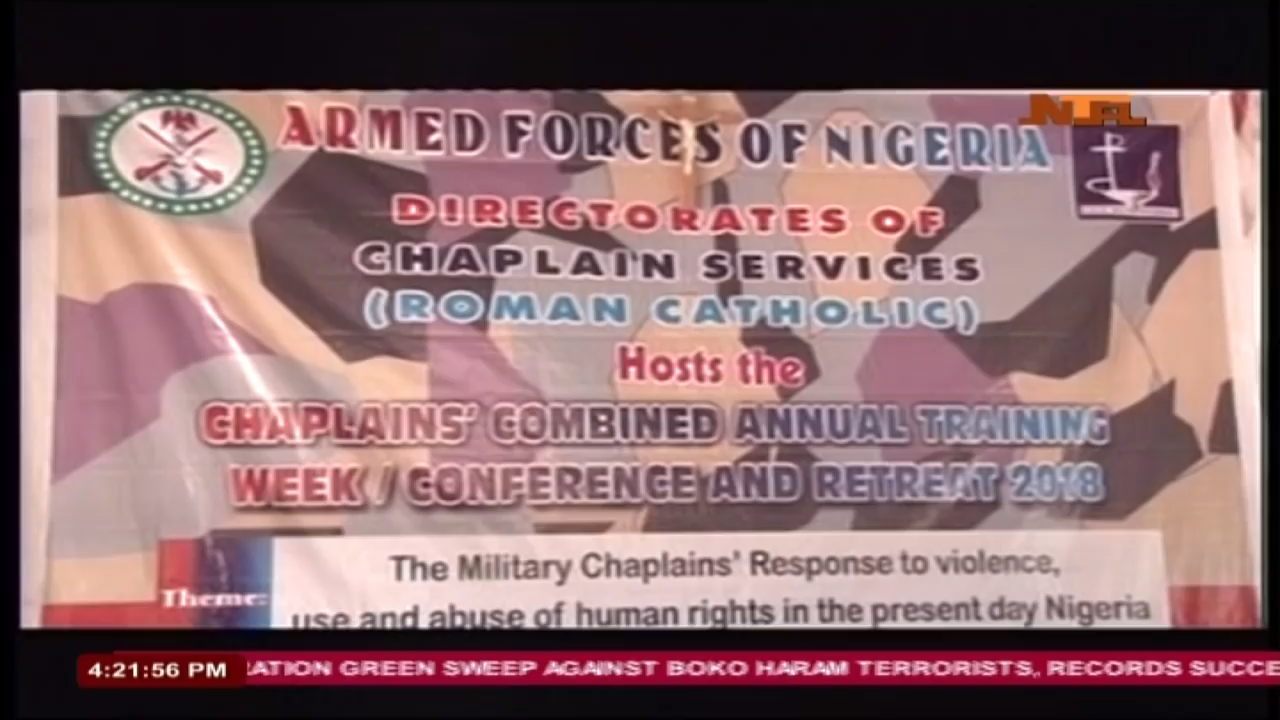 ARMED FORCES OF NIGERIA
NTA
DIRECTORATES OF
CHAPLAIN SERVICES
(ROMAN CATHOLIC)
Hosts the
CHAPLAINS' COMBINED ANNUAL TRAINING
WEEK / CONFERENCE AND RETREAT 2018
Theme:
The Military Chaplains' Response to violence,
use and abuse of human rights in the present day Nigeria
4:21:56 PM
ATION GREEN SWEEP AGAINST BOKO HARAM TERRORISTS, RECORDS SUCCE